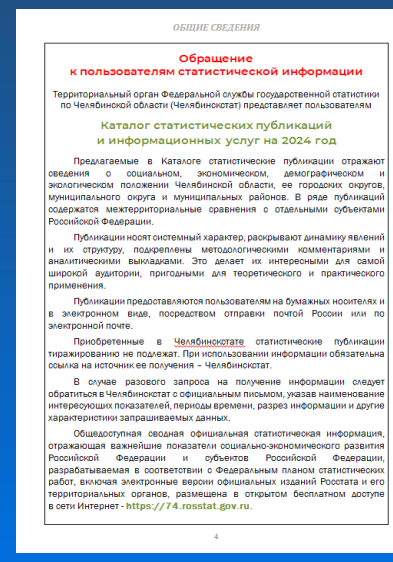 ОБЩИЕ СВЕДЕНИЯ
Обращение
к пользователям статистической информации
Территориальный орган Федеральной службы государственной статистики
по Челябинской области (Челябинскстат) представляет пользователям
Каталог статистических публикаций
и информационных услуг на 2024 год
Предлагаемые в Каталоге статистические публикации отражают
сведения о социальном, экономическом, демографическом и
экологическом положении Челябинской области, ее городских округов,
муниципального округа и муниципальных районов. В ряде публикаций
содержатся межтерриториальные сравнения с отдельными субъектами
Российской Федерации.
Публикации носят системный характер, раскрывают динамику явлений
и их структуру, подкреплены методологическими комментариями и
аналитическими выкладками. Это делает их интересными для самой
широкой аудитории, пригодными для теоретического и практического
применения.
Публикации предоставляются пользователям на бумажных носителях и
в электронном виде, посредством отправки почтой России или по
электронной почте.
Приобретенные в Челябинскстате статистические публикации
тиражированию не подлежат. При использовании информации обязательна
ссылка на источник ее получения – Челябинскстат.
В случае разового запроса на получение информации следует
обратиться в Челябинскстат с официальным письмом, указав наименование
интересующих показателей, периоды времени, разрез информации и другие
характеристики запрашиваемых данных.
Общедоступная сводная официальная статистическая информация,
отражающая важнейшие показатели социально-экономического развития
Российской Федерации и субъектов Российской Федерации,
разрабатываемая в соответствии с Федеральным планом статистических
работ, включая электронные версии официальных изданий Росстата и его
территориальных органов, размещена в открытом бесплатном доступе
в сети Интернет - https://74.rosstat.gov.ru.
4